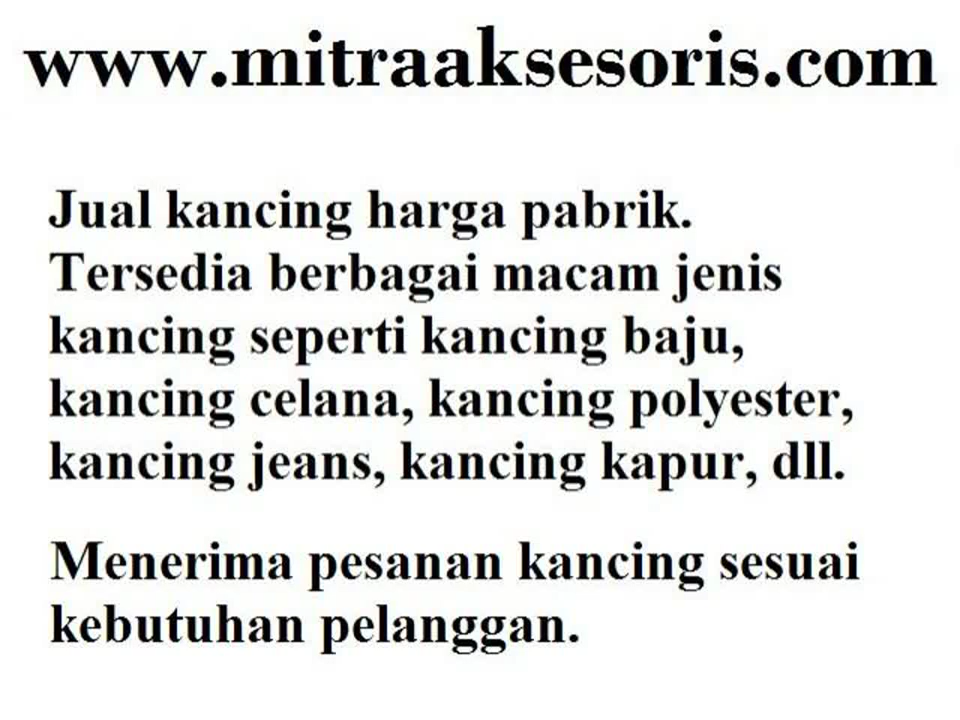 www.mitraaksesoris.com
Jual kancing harga pabrik.
Tersedia berbagai macam jenis
kancing seperti kancing baju,
kancing celana, kancing polyester,
kancing jeans, kancing kapur, dll.
Menerima pesanan kancing sesuai
kebutuhan pelanggan.